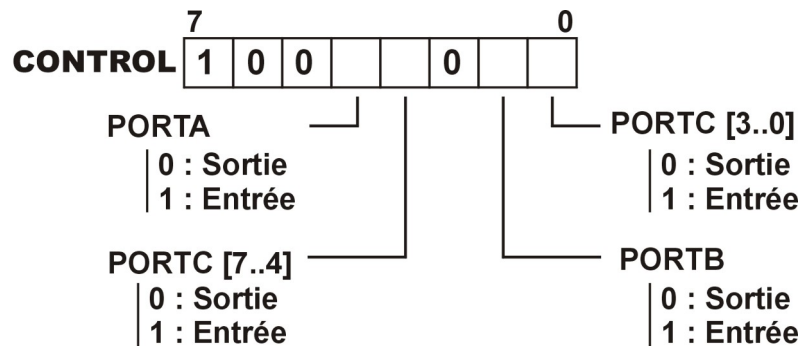 7 0
CONTROL 1 0 0 0
PORTA
0 : Sortie
1 : Entrée
PORTC [3..0]
0 : Sortie
1 : Entrée
PORTC [7..4]
0 : Sortie
1 : Entrée
PORTB
0 : Sortie
1 : Entrée